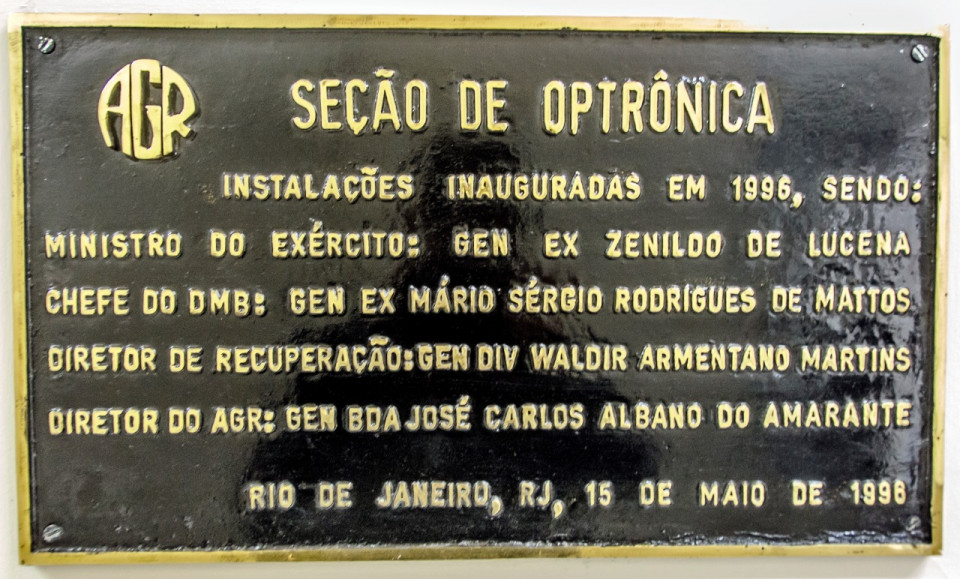 AGR
SEÇÃO DE OPTRÔNICA
INSTALAÇÕES INAUGURADAS EM 1996, SENDO:
MINISTRO DO EXÉRCITO: GEN EX ZENILDO DE LUCENA
CHEFE DO DMB: GEN EX MÁRIO SÉRGIO RODRIGUES DE MATTOS
DIRETOR DE RECUPERAÇÃO: GEN DIV WALDIR ARMENTANO MARTINS
DIRETOR DO AGR: GEN BDA JOSÉ CARLOS ALBANO DO AMARANTE
RIO DE JANEIRO, RJ, 15 DE MAIO DE 1996